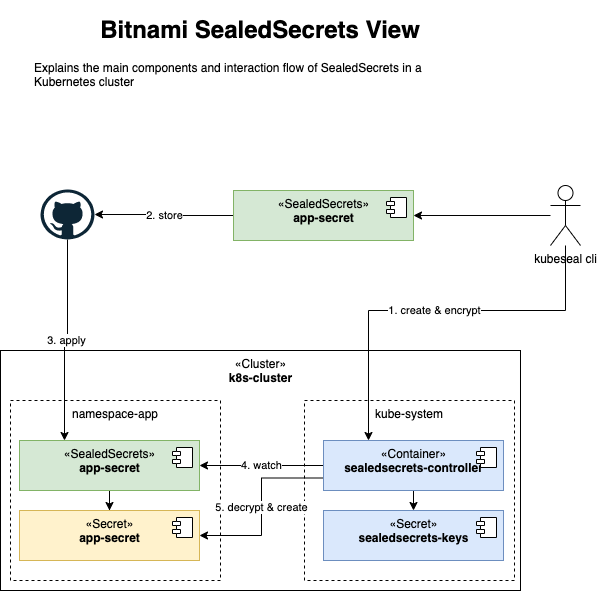 Bitnami SealedSecrets View
Explains the main components and interaction flow of SealedSecrets in a
Kubernetes cluster
«SealedSecrets»
app-secret
2. store
kubeseal cli
1. create & encrypt
3. apply
«Cluster»
k8s-cluster
namespace-app
kube-system
«SealedSecrets»
app-secret
4. watch
«Container»
sealedsecrets-controller
5. decrypt & create
«Secret»
app-secret
«Secret»
sealedsecrets-keys